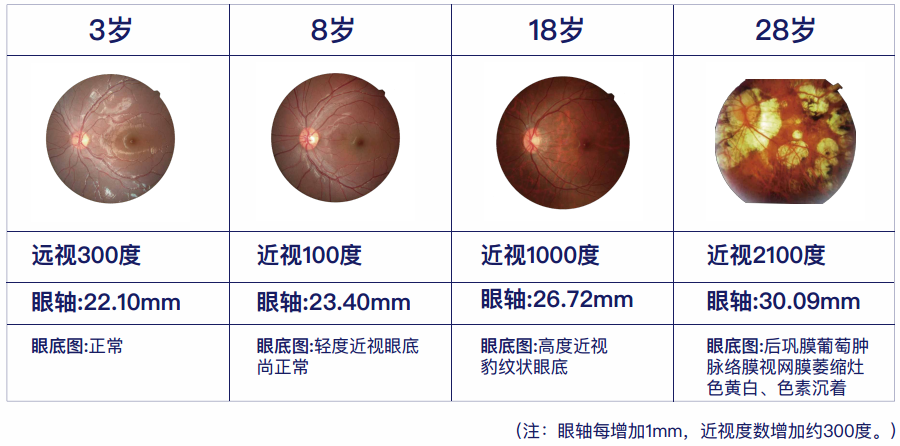 3岁
8岁
18岁
28岁
远视300度
近视100度
近视1000度
近视2100度
眼轴:22.10mm
眼轴:23.40mm
眼轴:26.72mm
眼轴:30.09mm
眼底图:正常
眼底图:轻度近视眼底
尚正常
眼底图:高度近视
豹纹状眼底
眼底图:后巩膜葡萄肿
脉络膜视网膜萎缩灶
色黄白、色素沉着
（注：眼轴每增加1mm，近视度数增加约300度。）